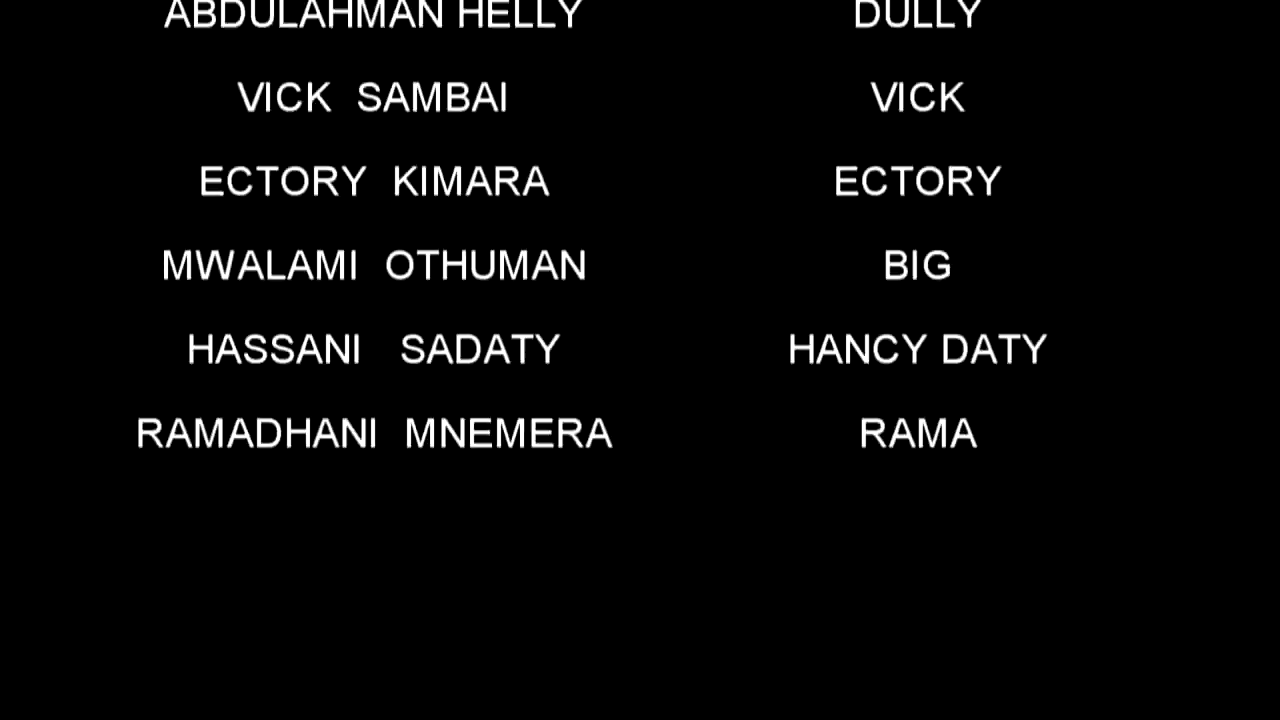 ABDULAHMAN HELLY DULLY
VICK SAMBAI VICK
ECTORY KIMARA ECTORY
MWALAMI OTHUMAN BIG
HASSANI SADATY HANCY DATY
RAMADHANI MNEMERA RAMA